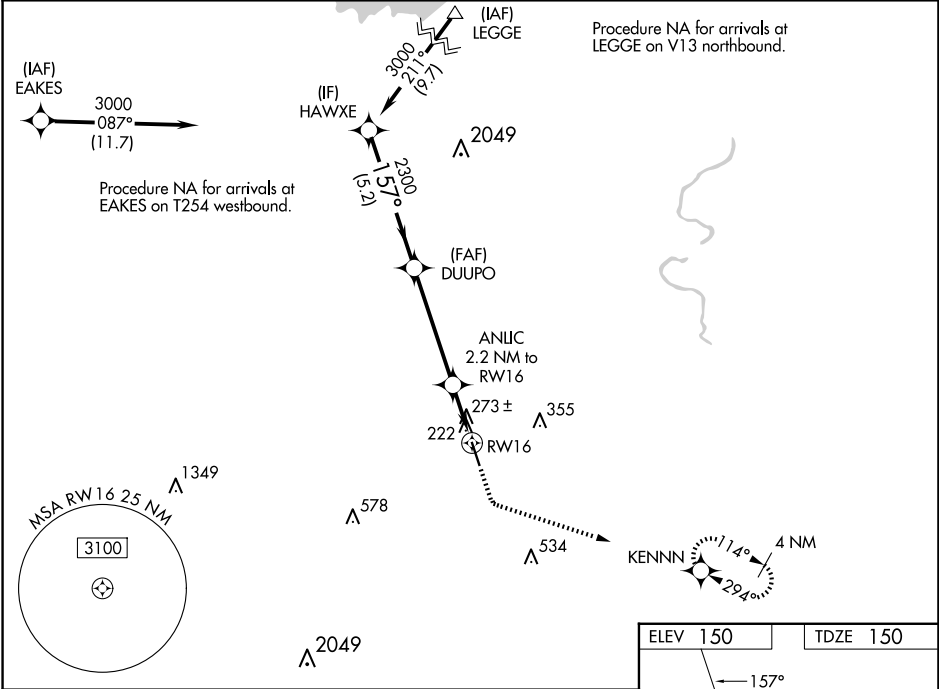 (IAF)
LEGGE
Procedure NA for arrivals at
LEGGE on V13 northbound.
3000
211°
(9.7)
(IAF)
EAKES
3000
087°
(11.7)
(IF)
HAWXE
2049
2300
157°
(5.2)
Procedure NA for arrivals at
EAKES on T254 westbound.
(FAF)
DUUPO
ANLIC
2.2 NM to
RW16
273 ±
355
222
RW16
1349
MSA RW16 25 NM
3100
578
534
KENNN
114°
4 NM
294°
2049
ELEV 150
TDZE 150
157°